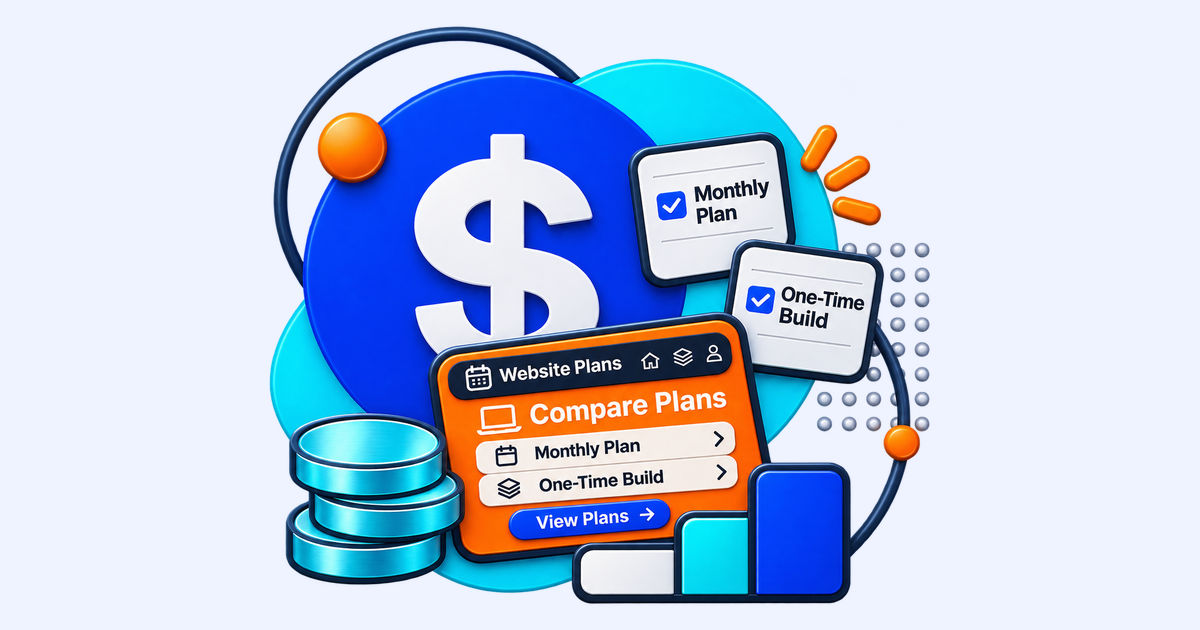 $
Monthly
Plan
One-Time
Build
Website Plans
Compare Plans
Monthly Plan
One-Time Build
View Plans